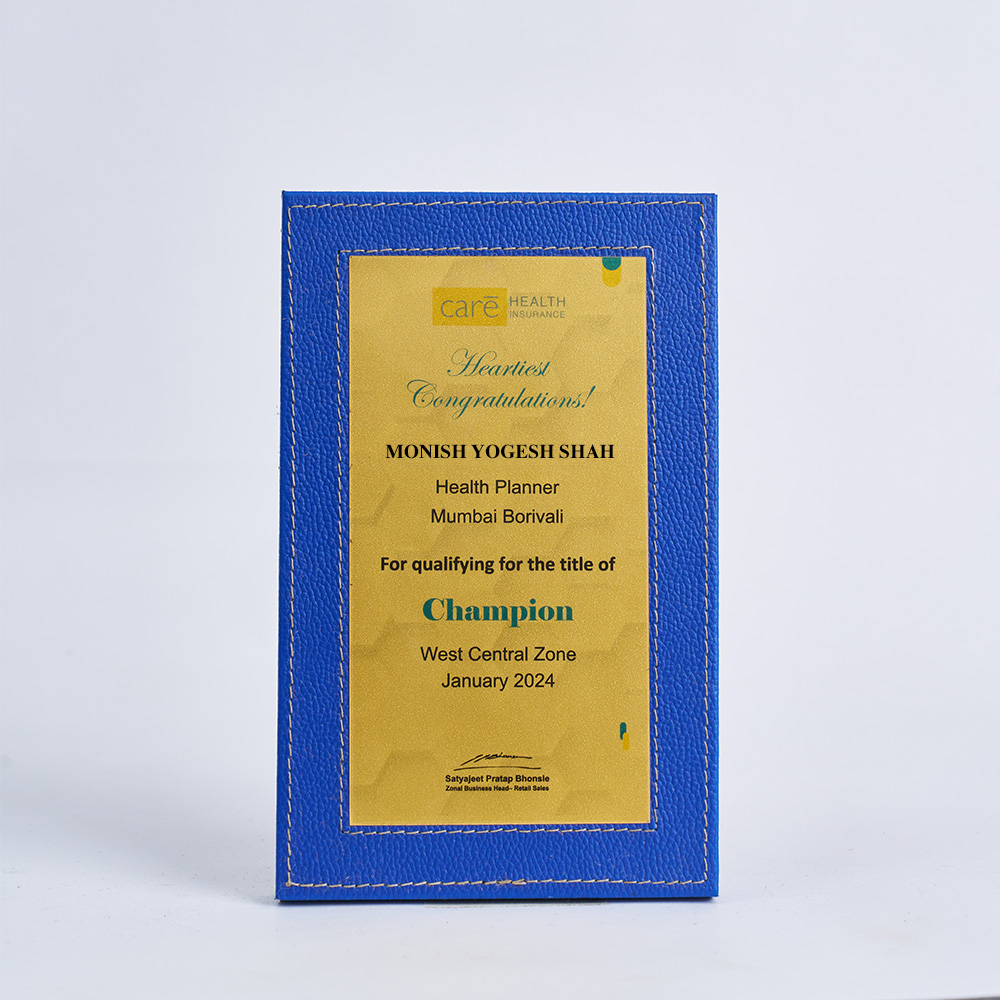 carē HEALTH
INSURANCE
Heartiest
Congratulations!
MONISH YOGESH SHAH
Health Planner
Mumbai Borivali
For qualifying for the title of
Champion
West Central Zone
January 2024
Satyajeet Pratap Bhonsle
Zonal Business Head– Retail Sales